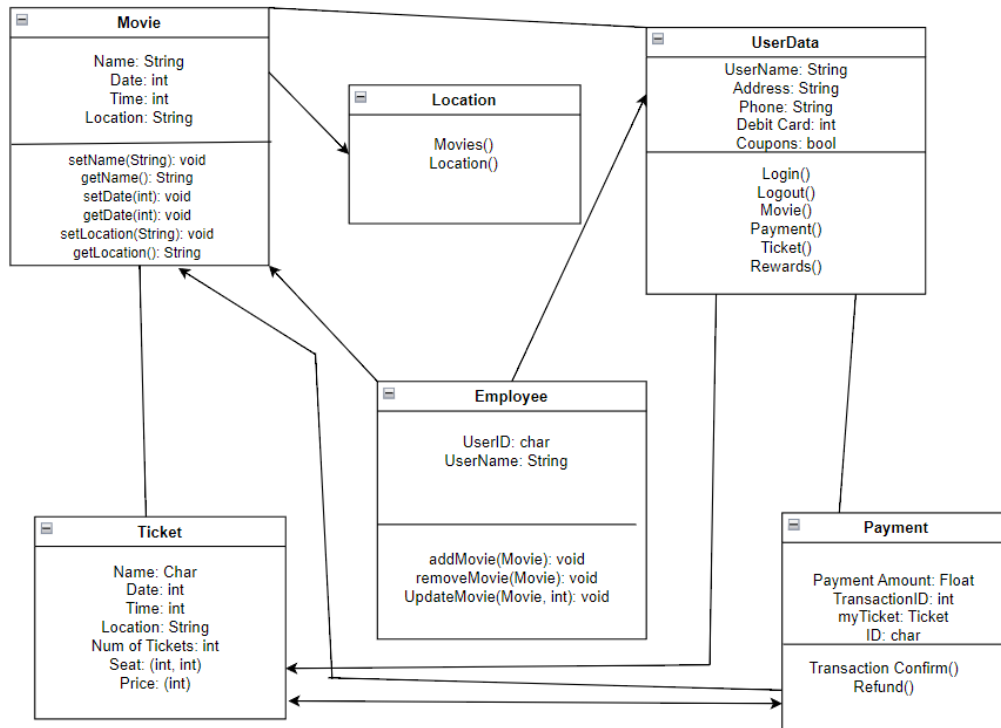 Movie
Name: String
Date: int
Time: int
Location: String
setName(String): void
getName(): String
setDate(int): void
getDate(int): void
setLocation(String): void
getLocation(): String
Location
Movies()
Location()
UserData
UserName: String
Address: String
Phone: String
Debit Card: int
Coupons: bool
Login()
Logout()
Movie()
Payment()
Ticket()
Rewards()
Employee
UserID: char
UserName: String
addMovie(Movie): void
removeMovie(Movie): void
UpdateMovie(Movie, int): void
Ticket
Name: Char
Date: int
Time: int
Location: String
Num of Tickets: int
Seat: (int, int)
Price: (int)
Payment
Payment Amount: Float
TransactionID: int
myTicket: Ticket
ID: char
Transaction Confirm()
Refund()